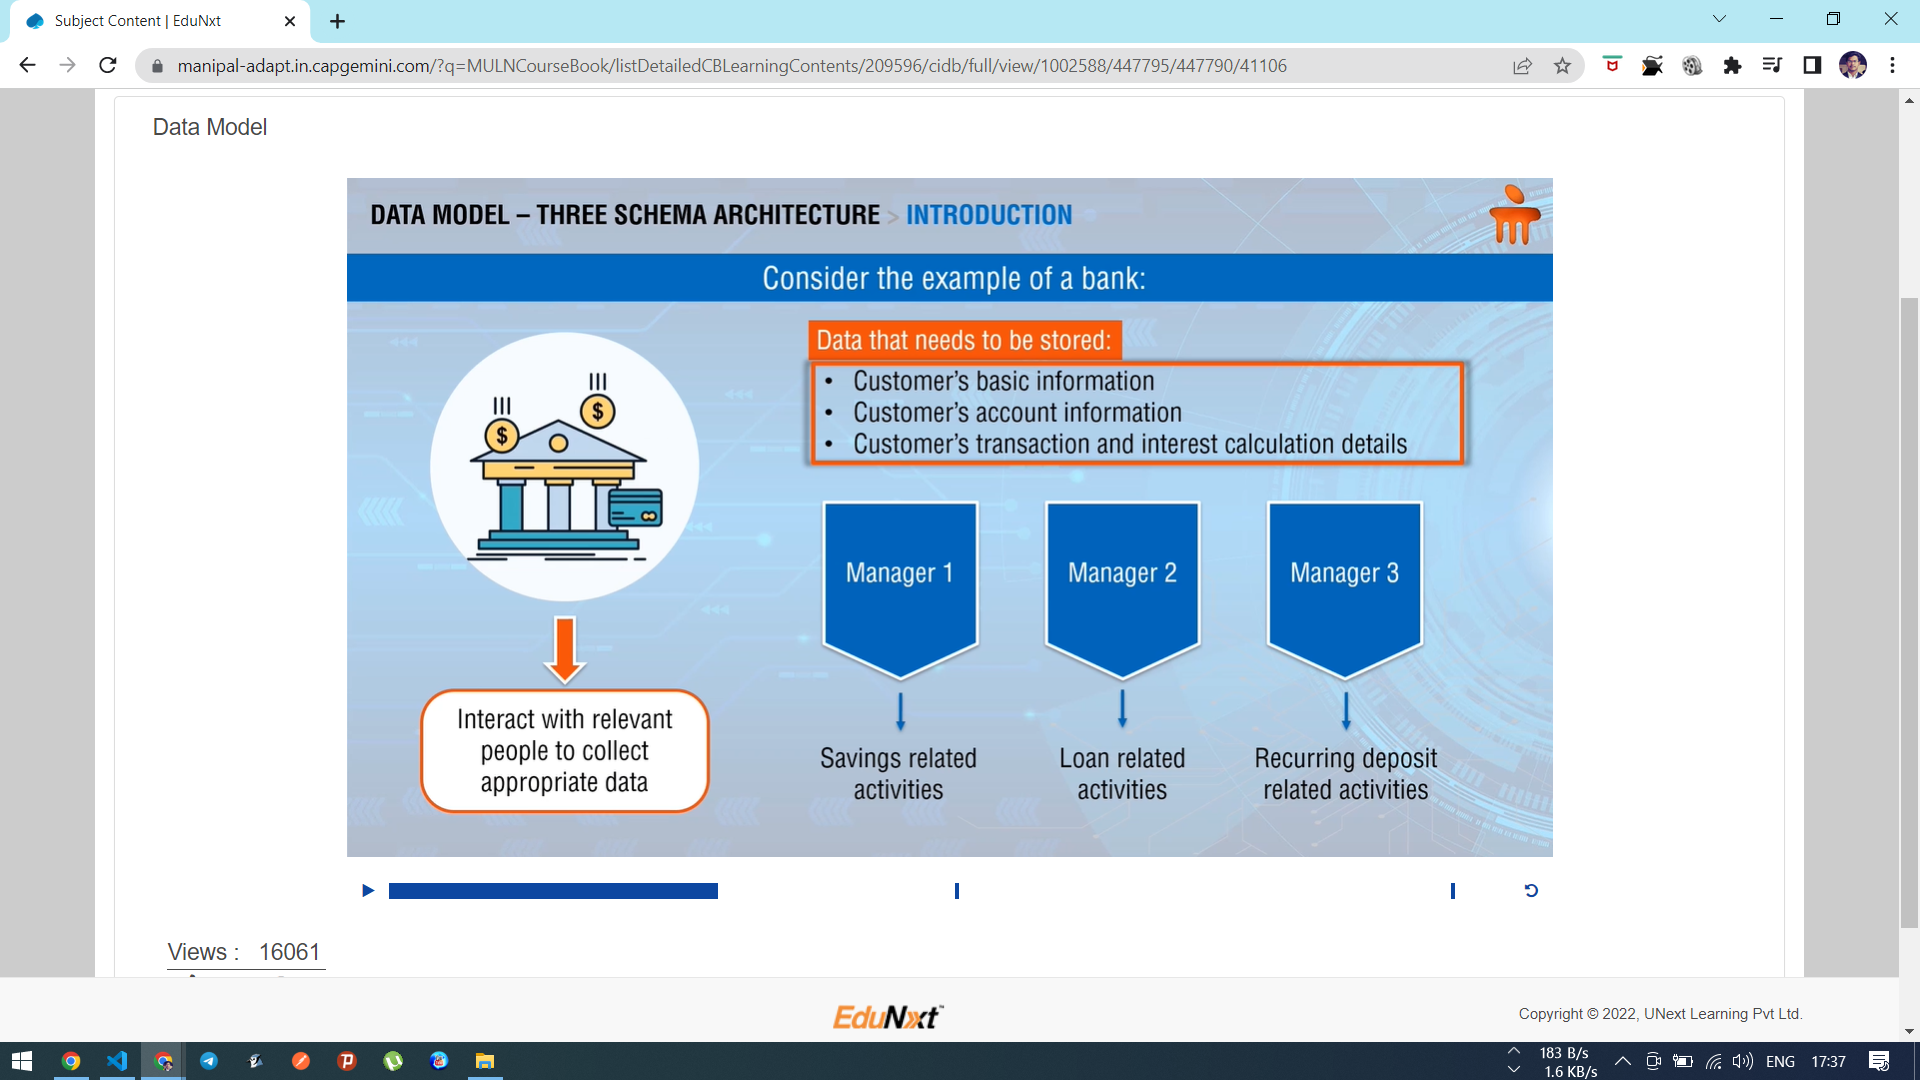 Subject Content | EduNxt
manipal-adapt.in.capgemini.com/?q=MULNCourseBook/listDetailedCBLearningContents/209596/cidb/full/view/1002588/447795/447790/41106
Data Model
DATA MODEL – THREE SCHEMA ARCHITECTURE > INTRODUCTION
Consider the example of a bank:
Data that needs to be stored:
• Customer's basic information
• Customer's account information
• Customer's transaction and interest calculation details
$ $
Manager 1
Manager 2
Manager 3
Interact with relevant
people to collect
appropriate data
Savings related
activities
Loan related
activities
Recurring deposit
related activities
Views : 16061
EduNxt™
Copyright © 2022, UNext Learning Pvt Ltd.
183 B/s
1.6 KB/s
ENG
17:37